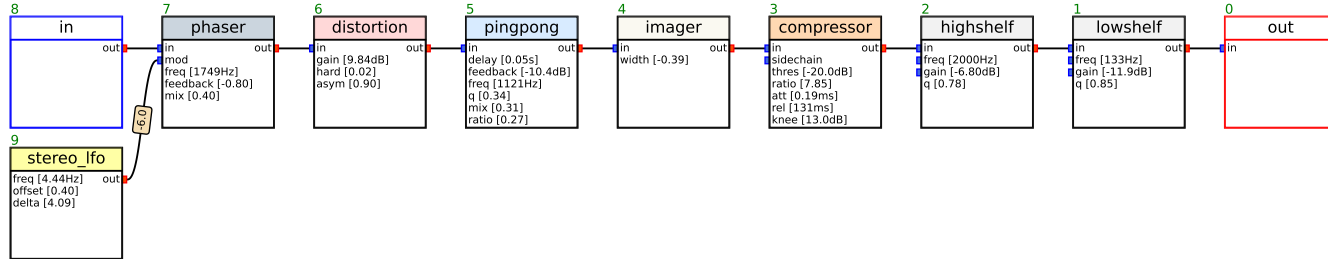 8
in
out
7
phaser
in out
mod
freq [1749Hz]
feedback [-0.80]
mix [0.40]
6
distortion
in out
gain [9.84dB]
hard [0.02]
asym [0.90]
5
pingpong
in out
delay [0.05s]
feedback [-10.4dB]
freq [1121Hz]
q [0.34]
mix [0.31]
ratio [0.27]
4
imager
in out
width [-0.39]
3
compressor
in out
sidechain
thres [-20.0dB]
ratio [7.85]
att [0.19ms]
rel [131ms]
knee [13.0dB]
2
highshelf
in out
freq [2000Hz]
gain [-6.80dB]
q [0.78]
1
lowshelf
in out
freq [133Hz]
gain [-11.9dB]
q [0.85]
0
out
in
-6.0
9
stereo_lfo
freq [4.44Hz] out
offset [0.40]
delta [4.09]